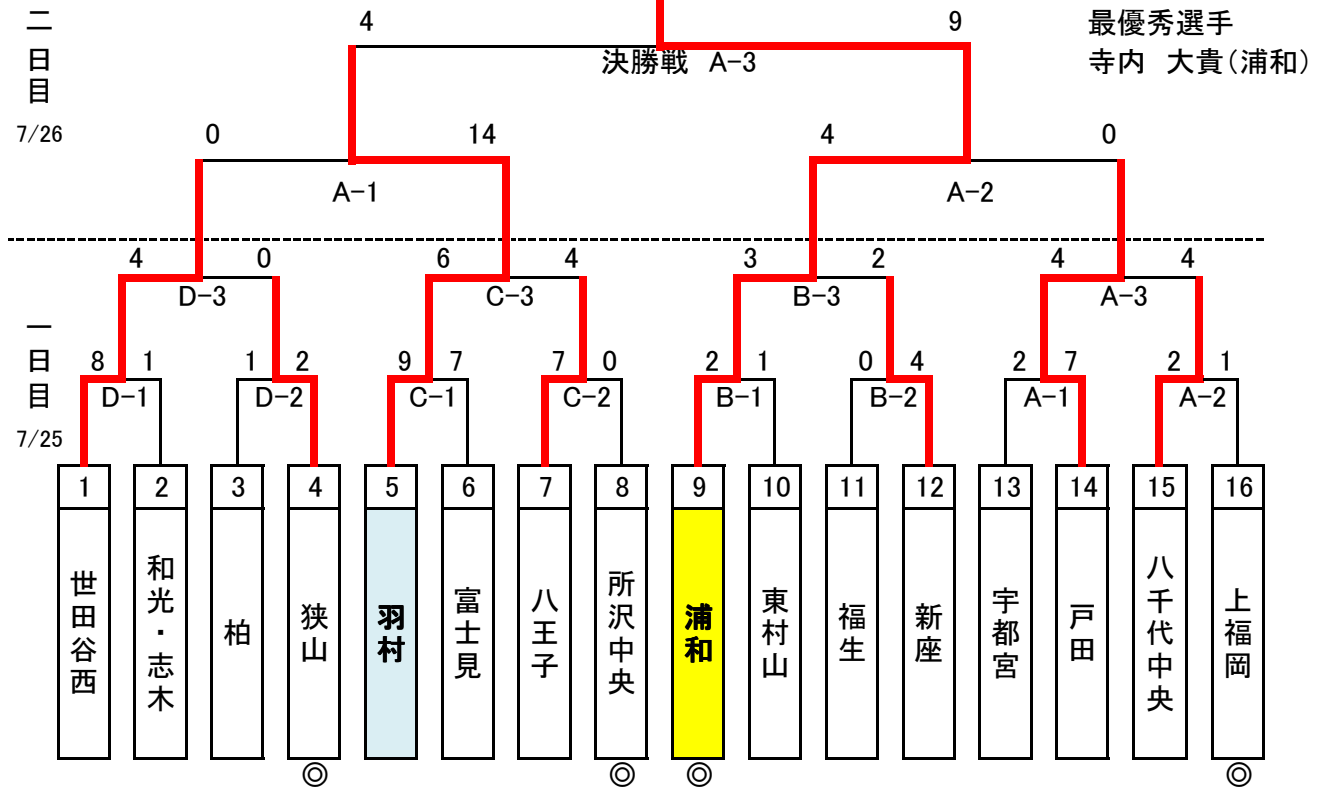 二日目
7/26
4 9
決勝戦 A-3
最優秀選手
寺内 大貴(浦和)
0 14 4 0
A-1 A-2
4 0 6 4 3 2 4 4
D-3 C-3 B-3 A-3
一日目
7/25
8 1 1 2 9 7 7 0 2 1 0 4 2 7 2 1
D-1 D-2 C-1 C-2 B-1 B-2 A-1 A-2
1 2 3 4 5 6 7 8 9 10 11 12 13 14 15 16
世田谷西
和光・志木
柏
狭山
羽村
富士見
八王子
所沢中央
浦和
東村山
福生
新座
宇都宮
戸田
八千代中央
上福岡
◎ ◎ ◎ ◎